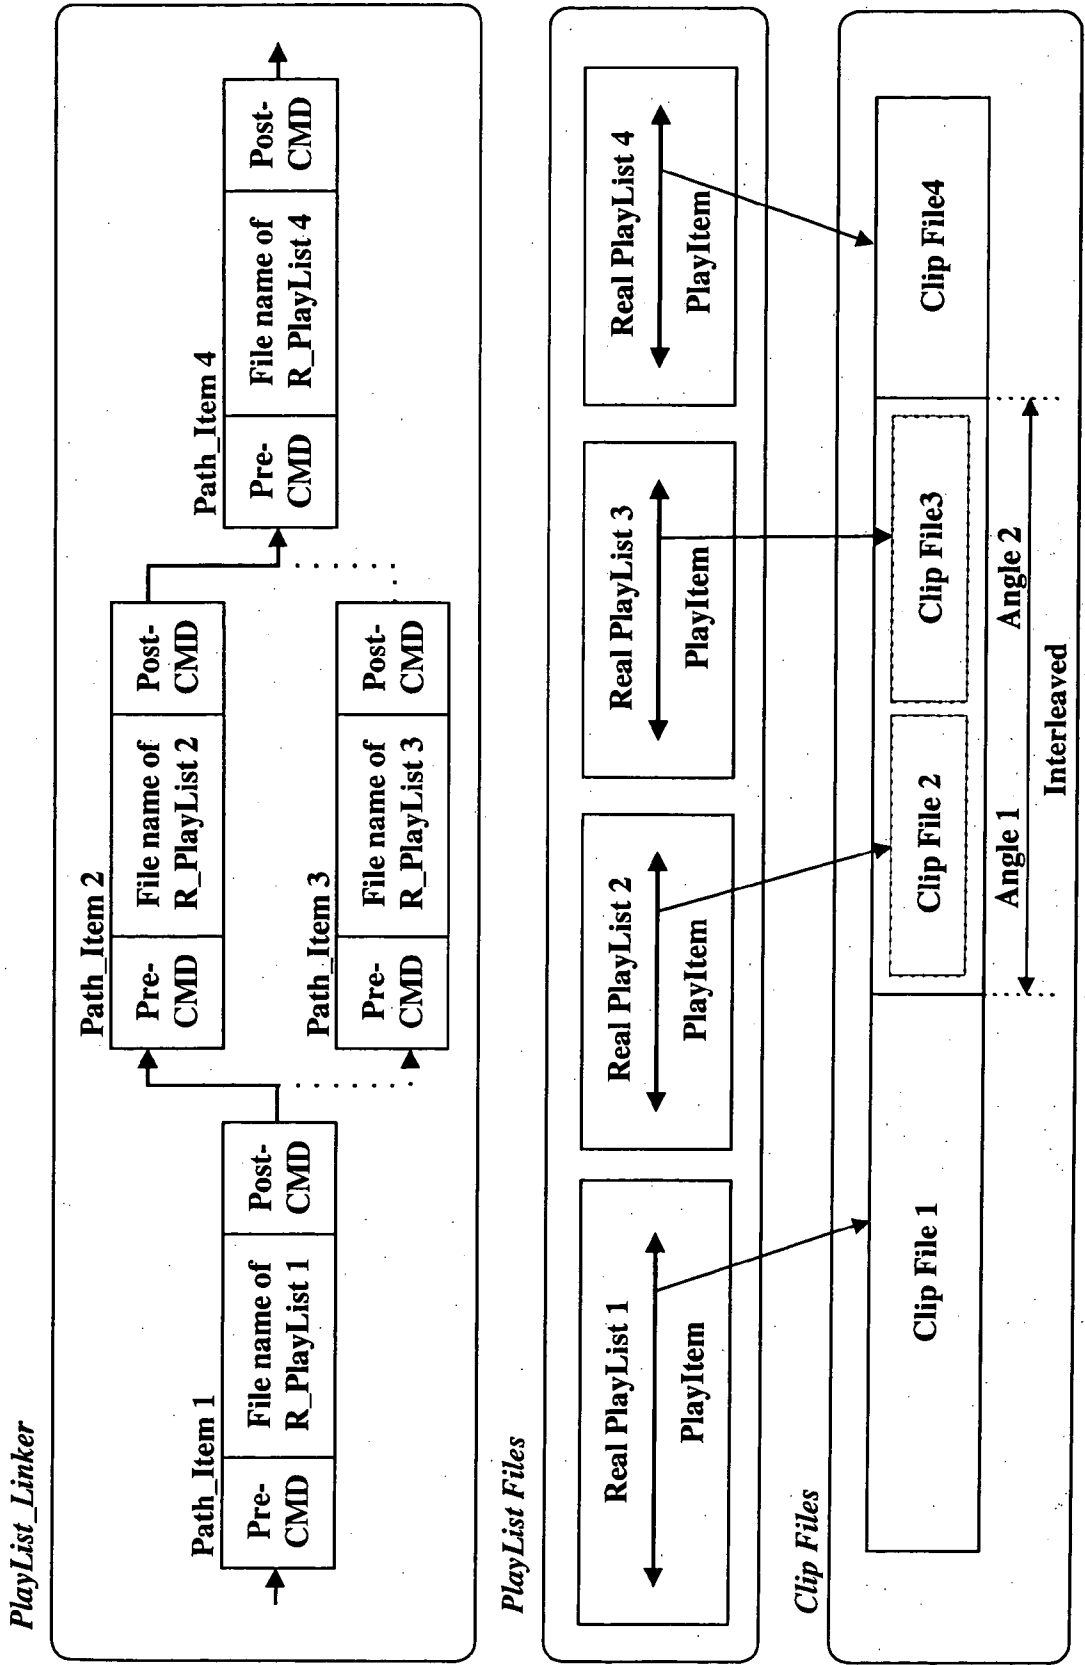 PlayList_Linker
Path_Item 1
Pre-
CMD
File name of
R_PlayList 1
Post-
CMD
Path_Item 2
Pre-
CMD
File name of
R_PlayList 2
Post-
CMD
Path_Item 3
Pre-
CMD
File name of
R_PlayList 3
Post-
CMD
Path_Item 4
Pre-
CMD
File name of
R_PlayList 4
Post-
CMD
PlayList Files
Real PlayList 1
PlayItem
Real PlayList 2
PlayItem
Real PlayList 3
PlayItem
Real PlayList 4
PlayItem
Clip Files
Clip File 1
Clip File 2
Clip File3
Clip File4
Angle 1
Angle 2
Interleaved